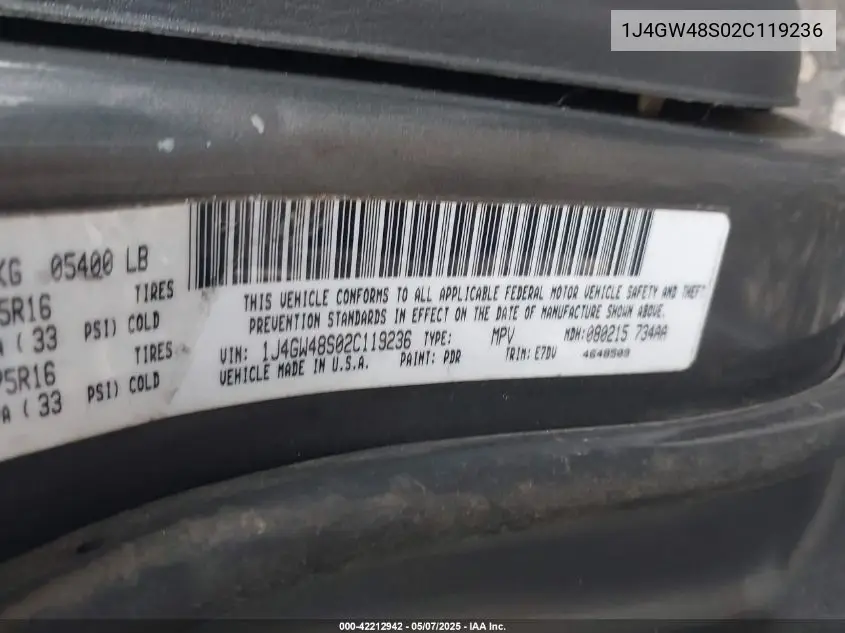 1J4GW48S02C119236
KG 05400 LB
5R16 TIRES
(33 PSI) COLD
5R16 TIRES
A (33 PSI) COLD
THIS VEHICLE CONFORMS TO ALL APPLICABLE FEDERAL MOTOR VEHICLE SAFETY AND THEFT
PREVENTION STANDARDS IN EFFECT ON THE DATE OF MANUFACTURE SHOWN ABOVE.
VIN: 1J4GW48S02C119236 TYPE: MPV MDH:080215 734AA
VEHICLE MADE IN U.S.A. PAINT: PDR TRIM: E7DV 4648509
000-42212942 - 05/07/2025 - IAA Inc.